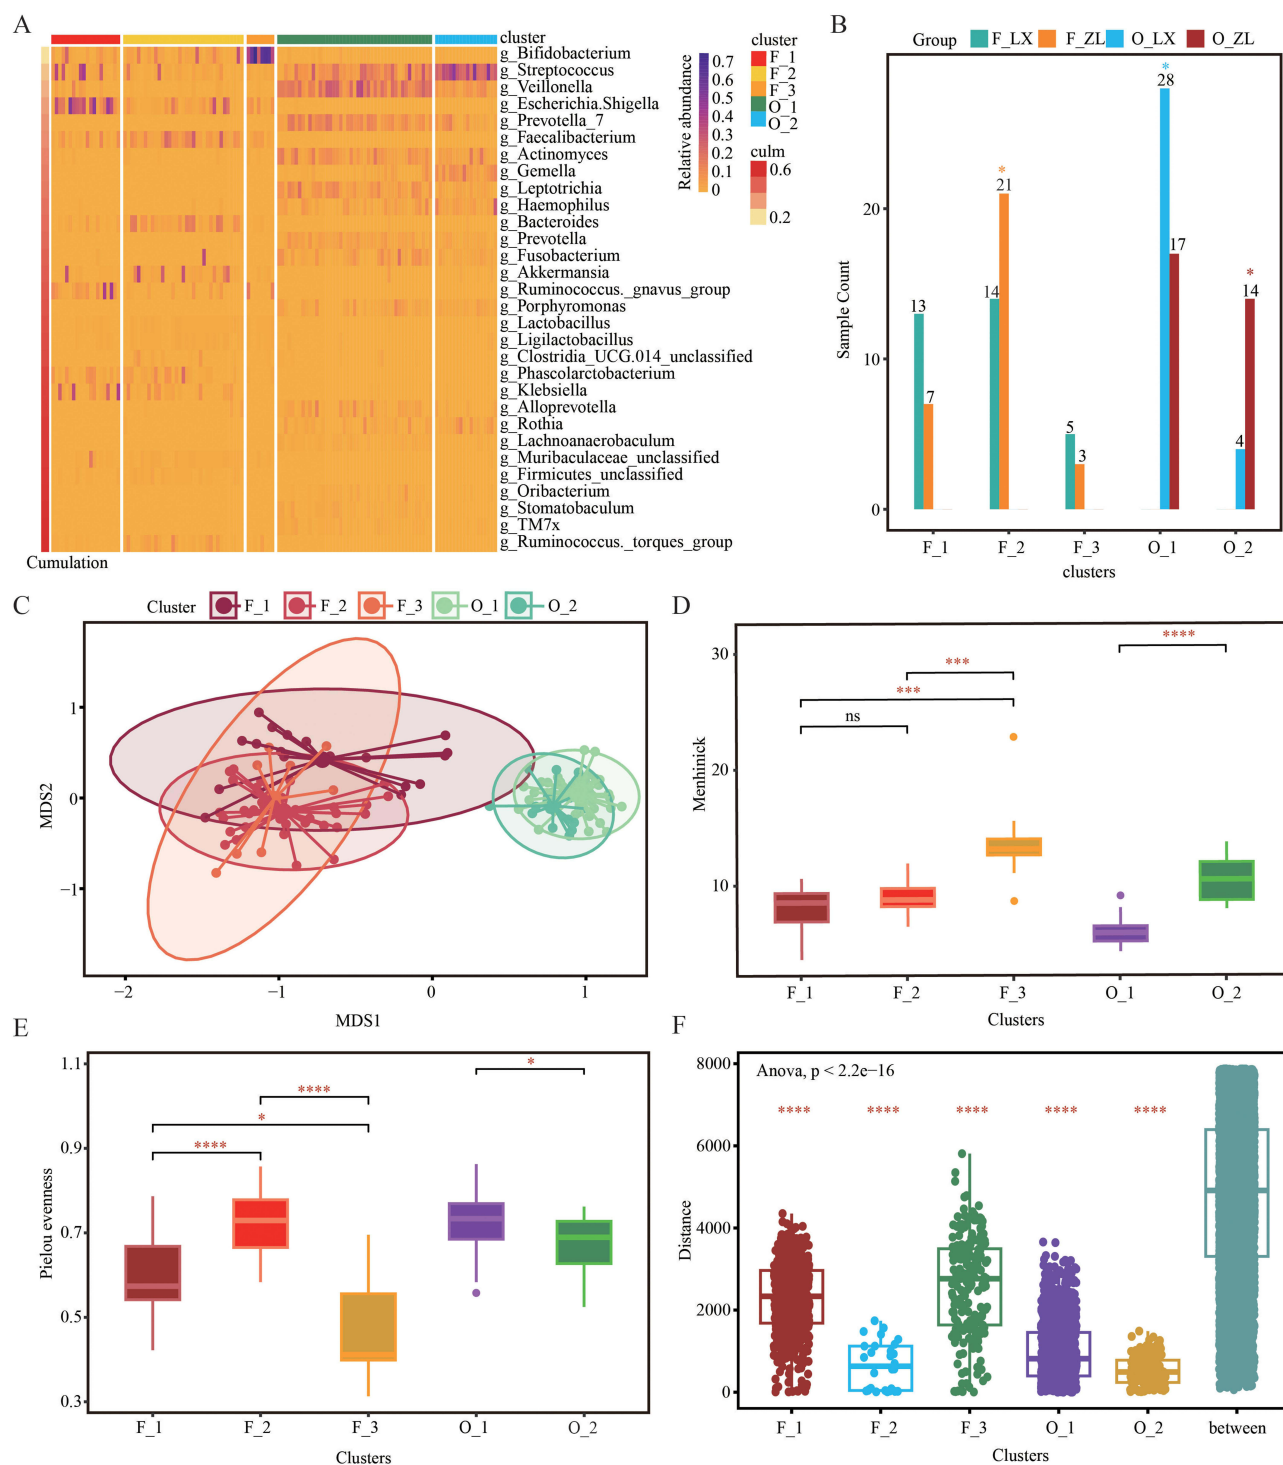 A
cluster
g_Bifidobacterium
g_Streptococcus
g_Veillonella
g_Escherichia.Shigella
g_Prevotella_7
g_Faecalibacterium
g_Actinomyces
g_Gemella
g_Leptotrichia
g_Haemophilus
g_Bacteroides
g_Prevotella
g_Fusobacterium
g_Akkermansia
g_Ruminococcus._gnavus_group
g_Porphyromonas
g_Lactobacillus
g_Ligilactobacillus
g_Clostridia_UCG.014_unclassified
g_Phascolarctobacterium
g_Klebsiella
g_Alloprevotella
g_Rothia
g_Lachnoanaerobaculum
g_Muribaculaceae_unclassified
g_Firmicutes_unclassified
g_Oribacterium
g_Stomatobaculum
g_TM7x
g_Ruminococcus._torques_group
Cumulation
Relative abundance
0.7
0.6
0.5
0.4
0.3
0.2
0.1
0
cluster
F_1
F_2
F_3
O_1
O_2
culm
0.6
0.2
B
Group F_LX F_ZL O_LX O_ZL
Sample Count
20
10
0
13
7
14
*
21
5
3
*
28
17
4
*
14
F_1 F_2 F_3 O_1 O_2
clusters
C
Cluster F_1 F_2 F_3 O_1 O_2
MDS2
1
0
−1
−2 −1 0 1
MDS1
D
Menhinick
30
20
10
****
***
***
ns
F_1 F_2 F_3 O_1 O_2
Clusters
E
Pielou evenness
1.1
0.9
0.7
0.5
0.3
*
****
*
****
F_1 F_2 F_3 O_1 O_2
Clusters
F
Distance
8000
6000
4000
2000
0
Anova, p < 2.2e−16
**** **** **** **** ****
F_1 F_2 F_3 O_1 O_2 between
Clusters